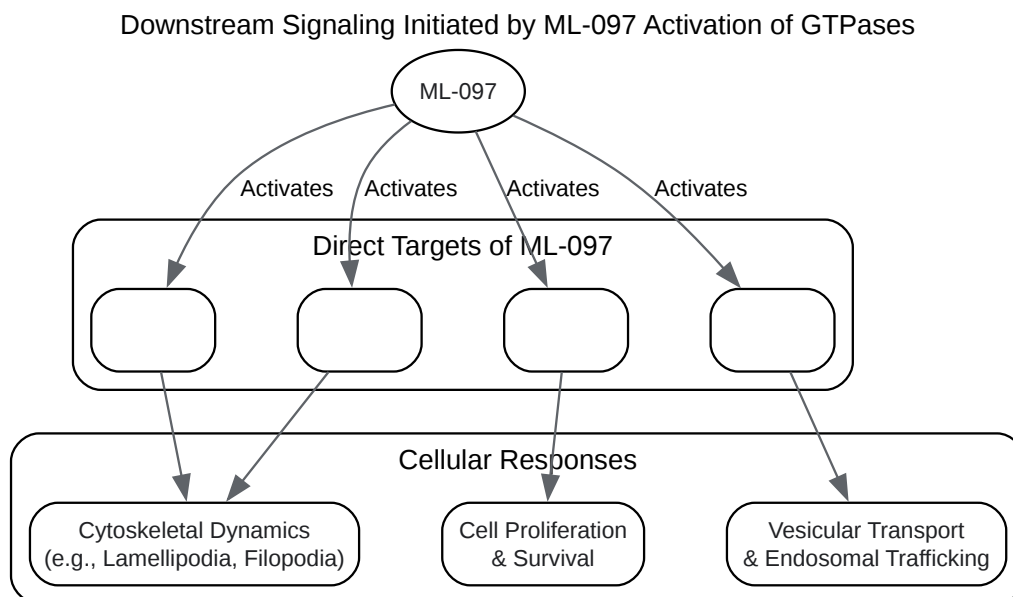 Downstream Signaling Initiated by ML-097 Activation of GTPases
ML-097
Activates
Activates
Activates
Activates
Direct Targets of ML-097
Cellular Responses
Cytoskeletal Dynamics
(e.g., Lamellipodia, Filopodia)
Cell Proliferation
& Survival
Vesicular Transport
& Endosomal Trafficking